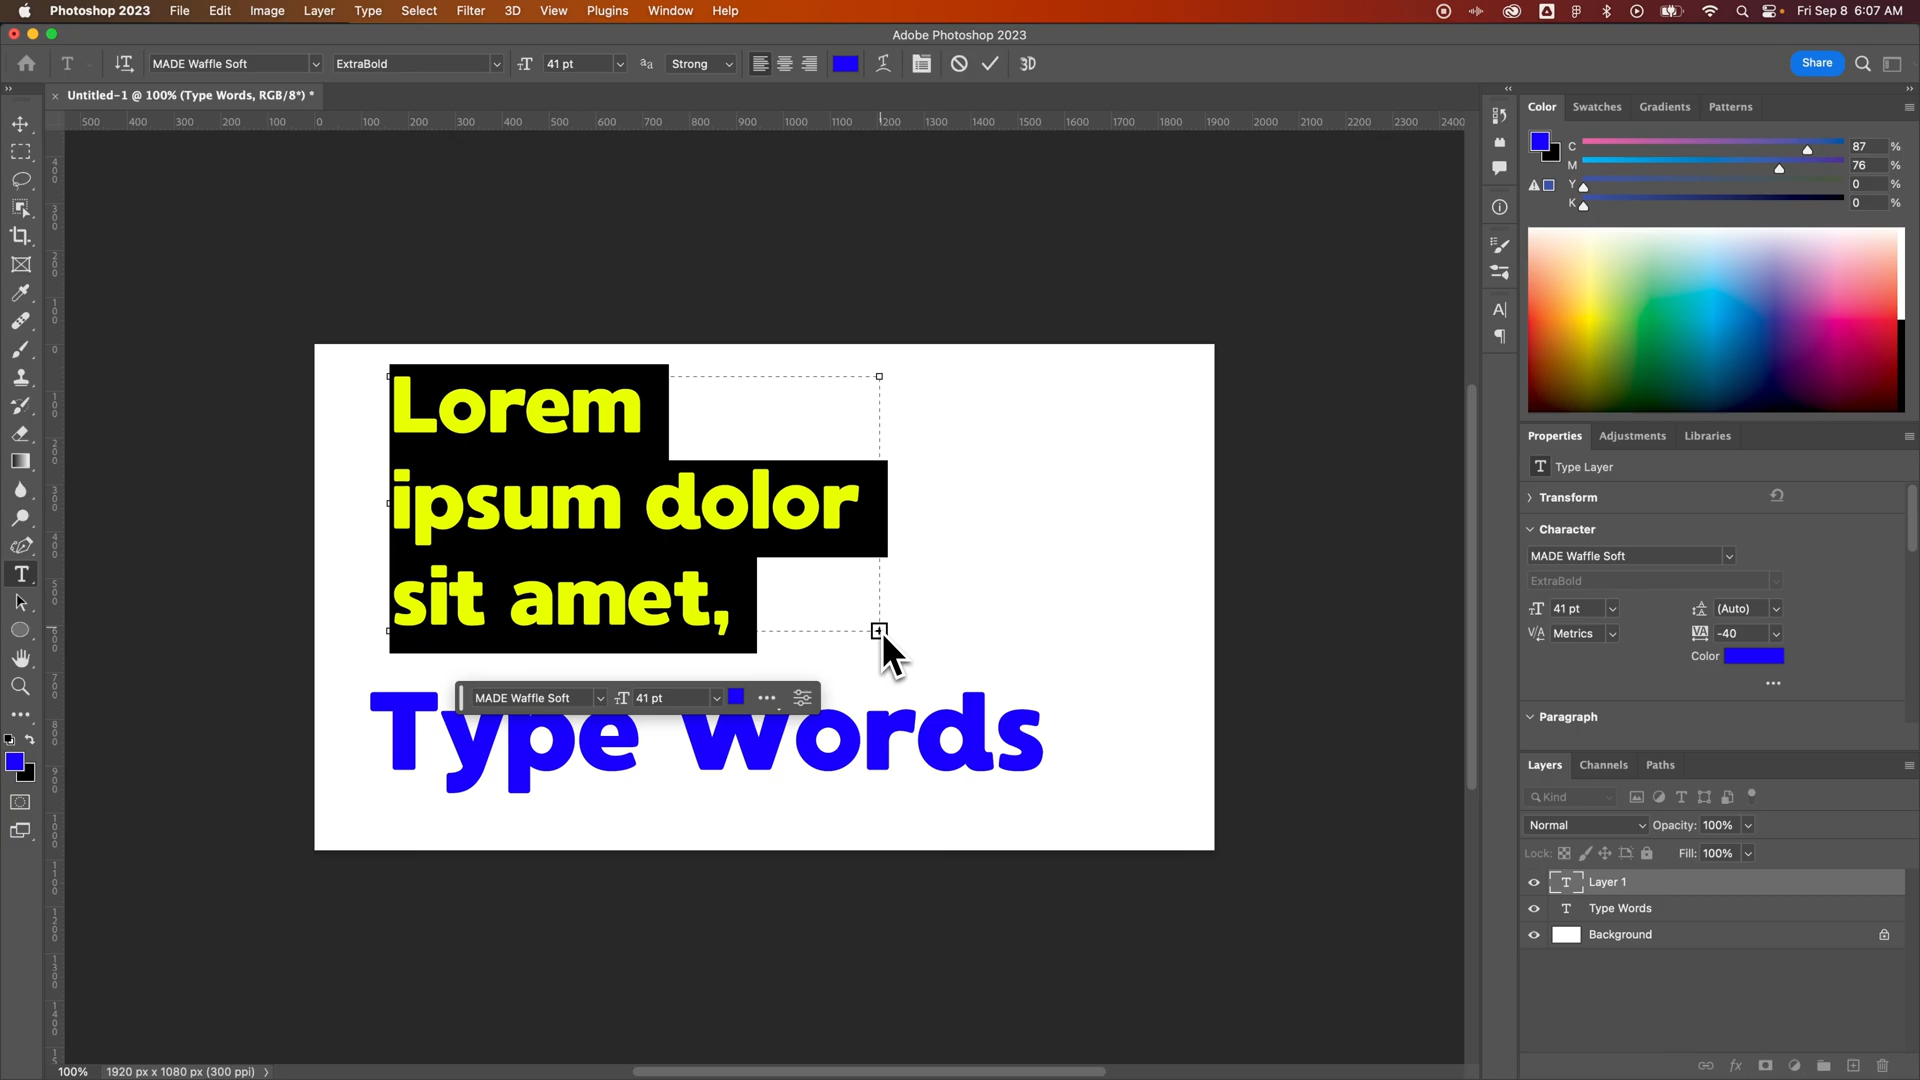 Photoshop 2023 File Edit Image Layer Type Select Filter 3D View Plugins Window Help Fri Sep 8 6:07 AM
Adobe Photoshop 2023
MADE Waffle Soft ExtraBold 41 pt Strong 3D Share
× Untitled-1 @ 100% (Type Words, RGB/8*) *
500 400 300 200 100 0 100 200 300 400 500 600 700 800 900 1000 1100 1200 1300 1400 1500 1600 1700 1800 1900 2000 2100 2200 2300 2400
Color Swatches Gradients Patterns
C 87 %
M 76 %
Y 0 %
K 0 %
Lorem
ipsum dolor
sit amet,
MADE Waffle Soft 41 pt
Type Words
Properties Adjustments Libraries
Type Layer
Transform
Character
MADE Waffle Soft
ExtraBold
41 pt (Auto)
Metrics -40
Color
Paragraph
Layers Channels Paths
Kind
Normal Opacity: 100%
Lock: Fill: 100%
Layer 1
Type Words
Background
100% 1920 px x 1080 px (300 ppi)